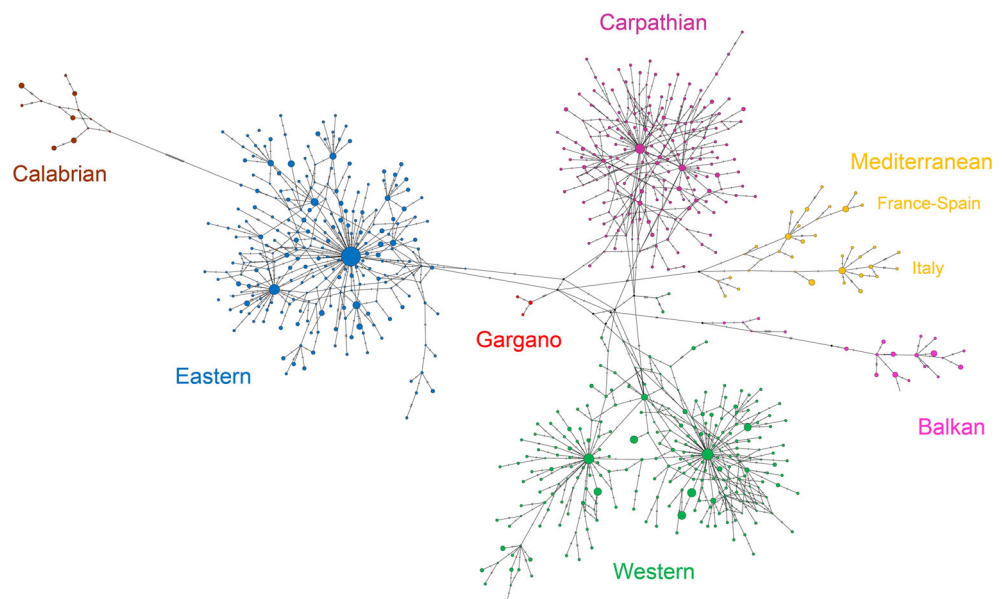 Carpathian
Calabrian
Mediterranean
France-Spain
Italy
Gargano
Eastern
Balkan
Western